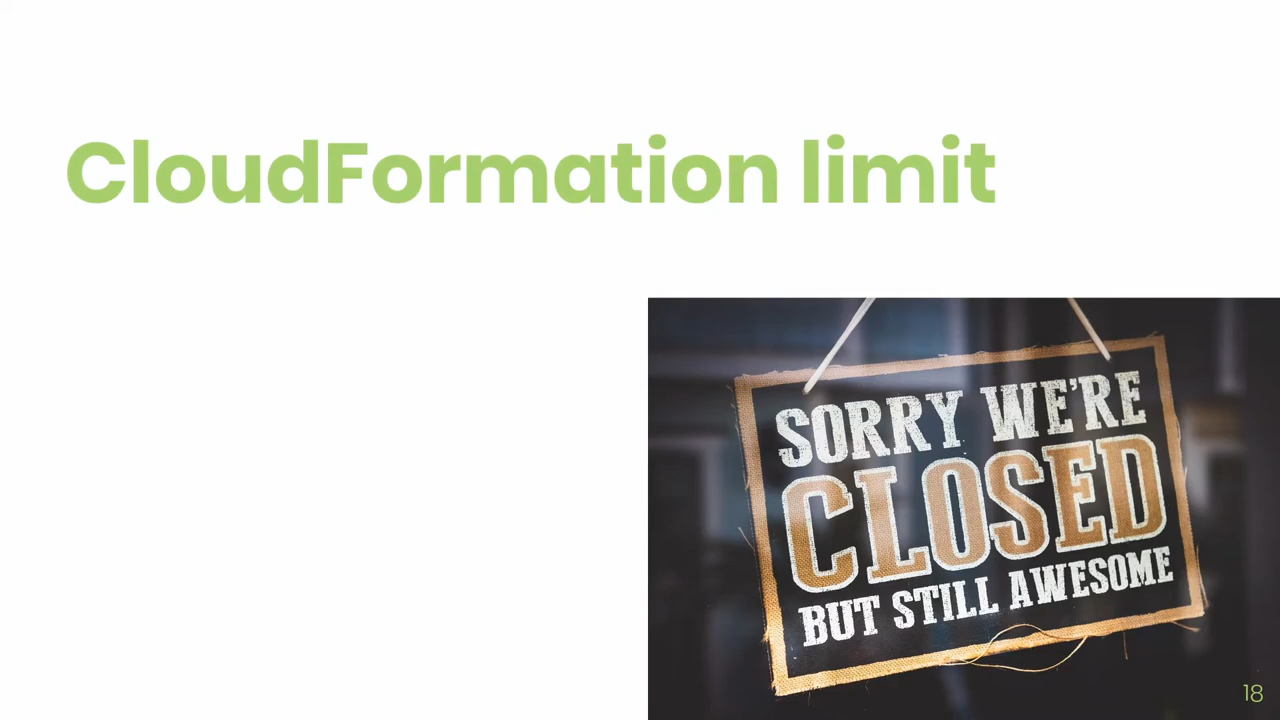 CloudFormation limit
SORRY WE'RE
CLOSED
BUT STILL AWESOME
18